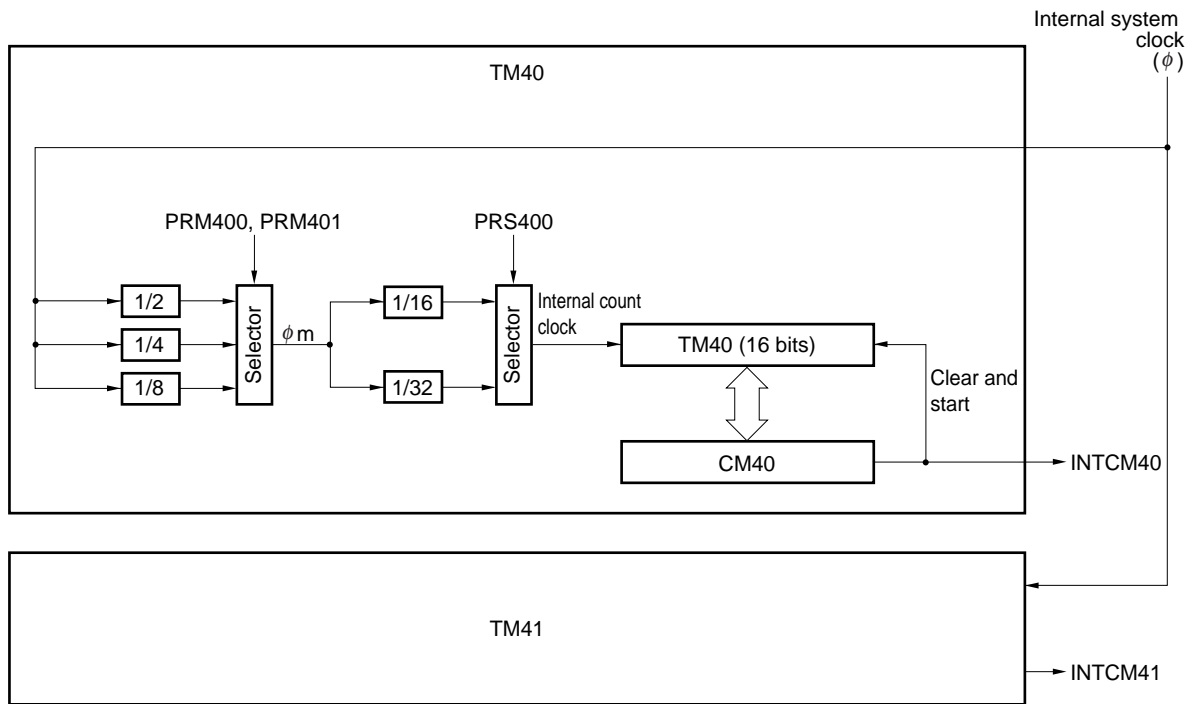 Internal system
clock
(φ)
TM40
PRM400, PRM401
PRS400
1/2
1/4
1/8
Selector
φm
1/16
1/32
Selector
Internal count
clock
TM40 (16 bits)
Clear and
start
CM40
INTCM40
TM41
INTCM41